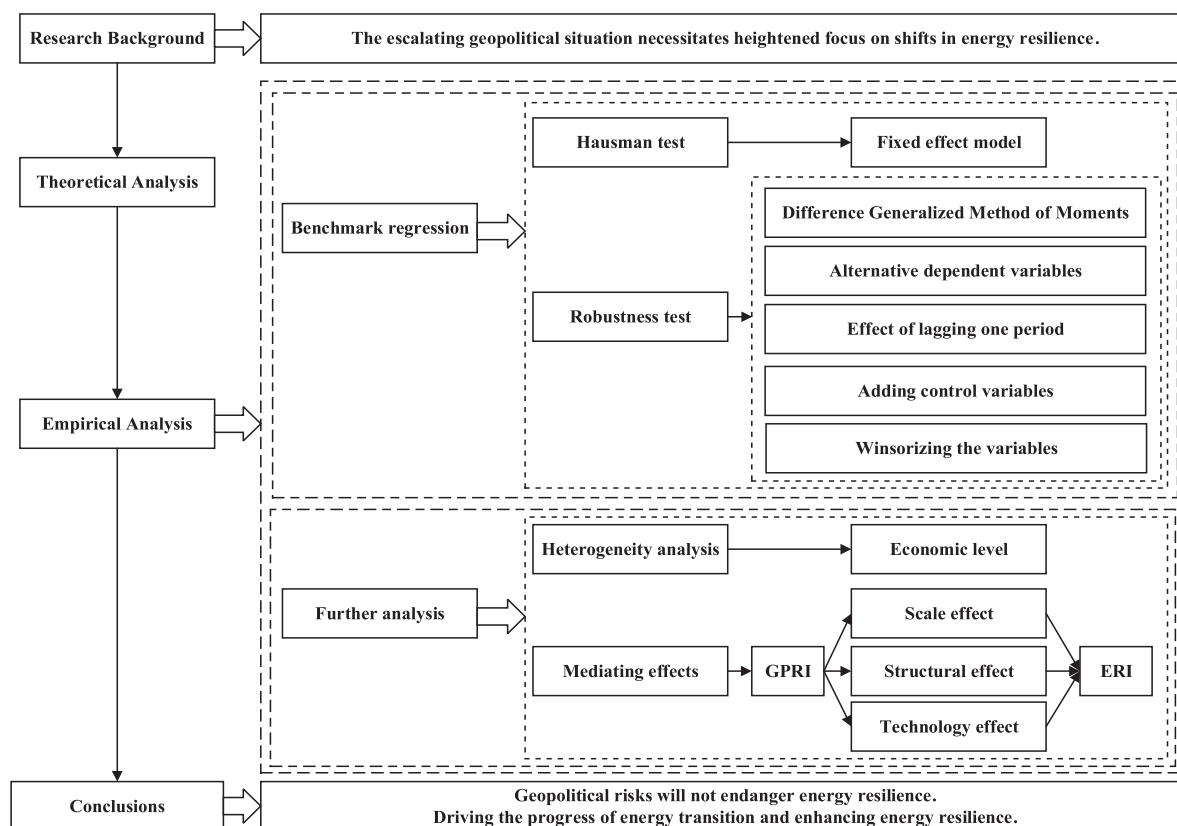 Research Background
The escalating geopolitical situation necessitates heightened focus on shifts in energy resilience.
Theoretical Analysis
Empirical Analysis
Benchmark regression
Hausman test
Fixed effect model
Robustness test
Difference Generalized Method of Moments
Alternative dependent variables
Effect of lagging one period
Adding control variables
Winsorizing the variables
Further analysis
Heterogeneity analysis
Economic level
Mediating effects
GPRI
Scale effect
Structural effect
Technology effect
ERI
Conclusions
Geopolitical risks will not endanger energy resilience.
Driving the progress of energy transition and enhancing energy resilience.